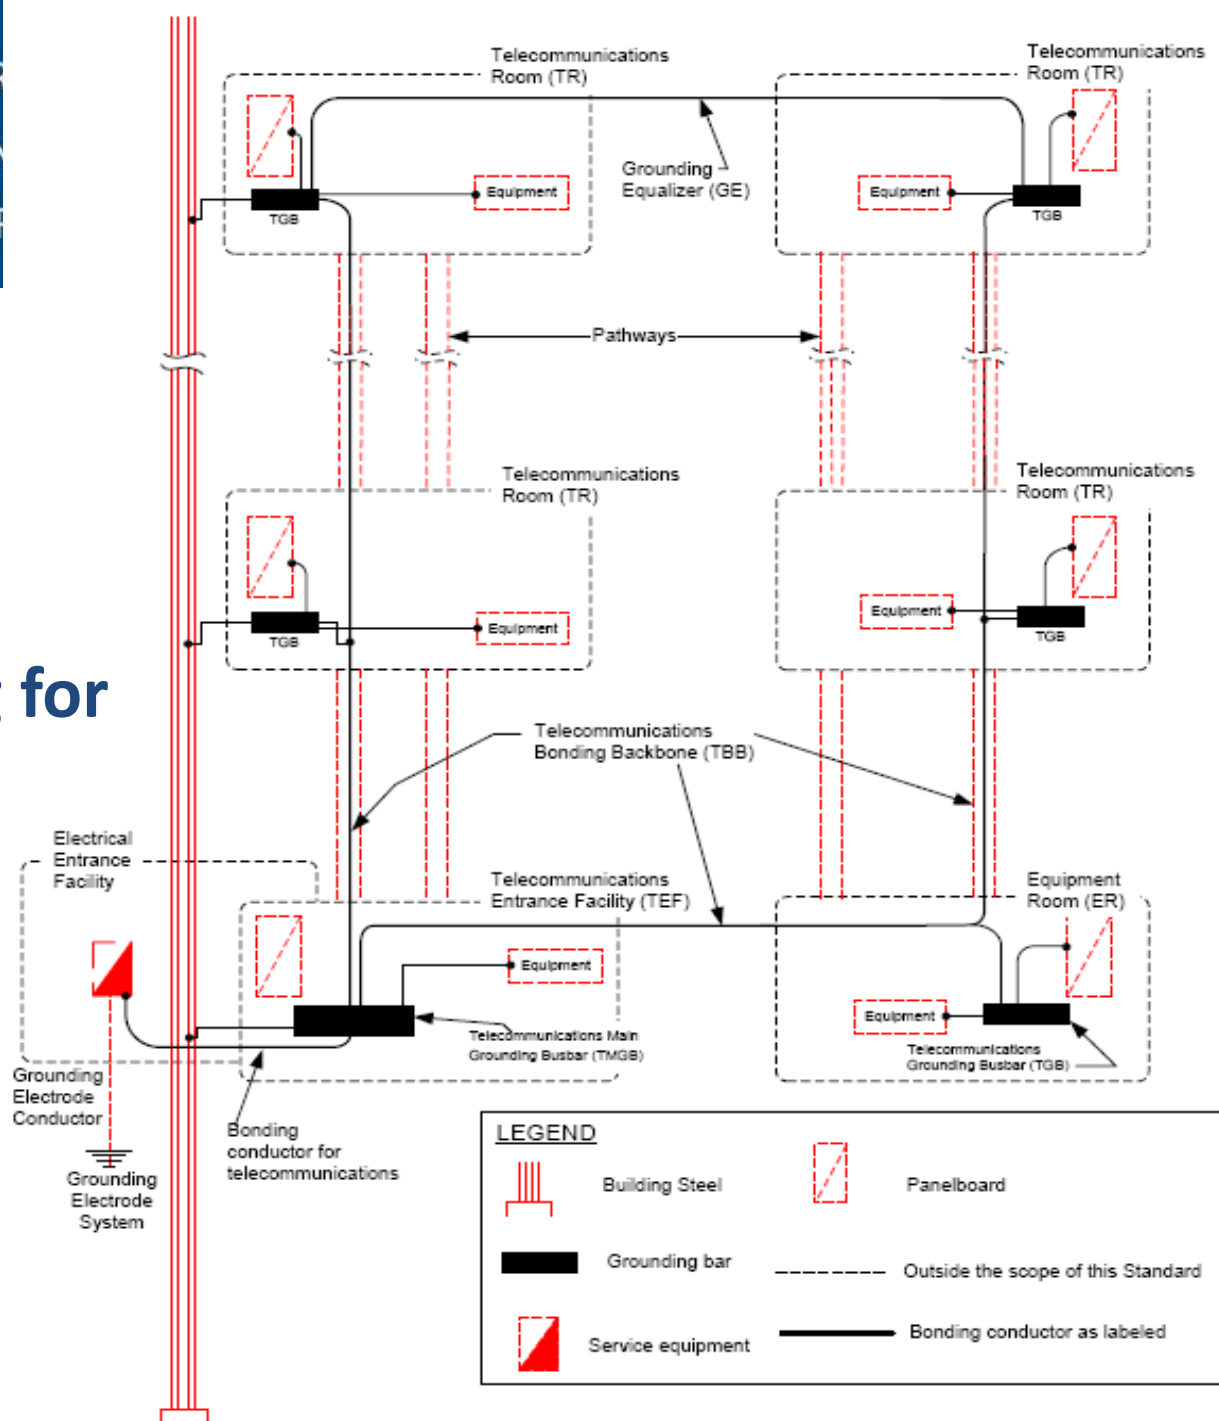 Telecommunications
Room (TR)
Telecommunications
Room (TR)
Grounding
Equalizer (GE)
Equipment
TGB
Equipment
TGB
Pathways
Telecommunications
Room (TR)
Telecommunications
Room (TR)
Equipment
TGB
Equipment
TGB
for
Telecommunications
Bonding Backbone (TBB)
Electrical
Entrance
Facility
Telecommunications
Entrance Facility (TEF)
Equipment
Room (ER)
Equipment
Telecommunications Main
Grounding Busbar (TMGB)
Equipment
Telecommunications
Grounding Busbar (TGB)
Grounding
Electrode
Conductor
Bonding
conductor for
telecommunications
Grounding
Electrode
System
LEGEND
Building Steel
Panelboard
Grounding bar
Outside the scope of this Standard
Service equipment
Bonding conductor as labeled